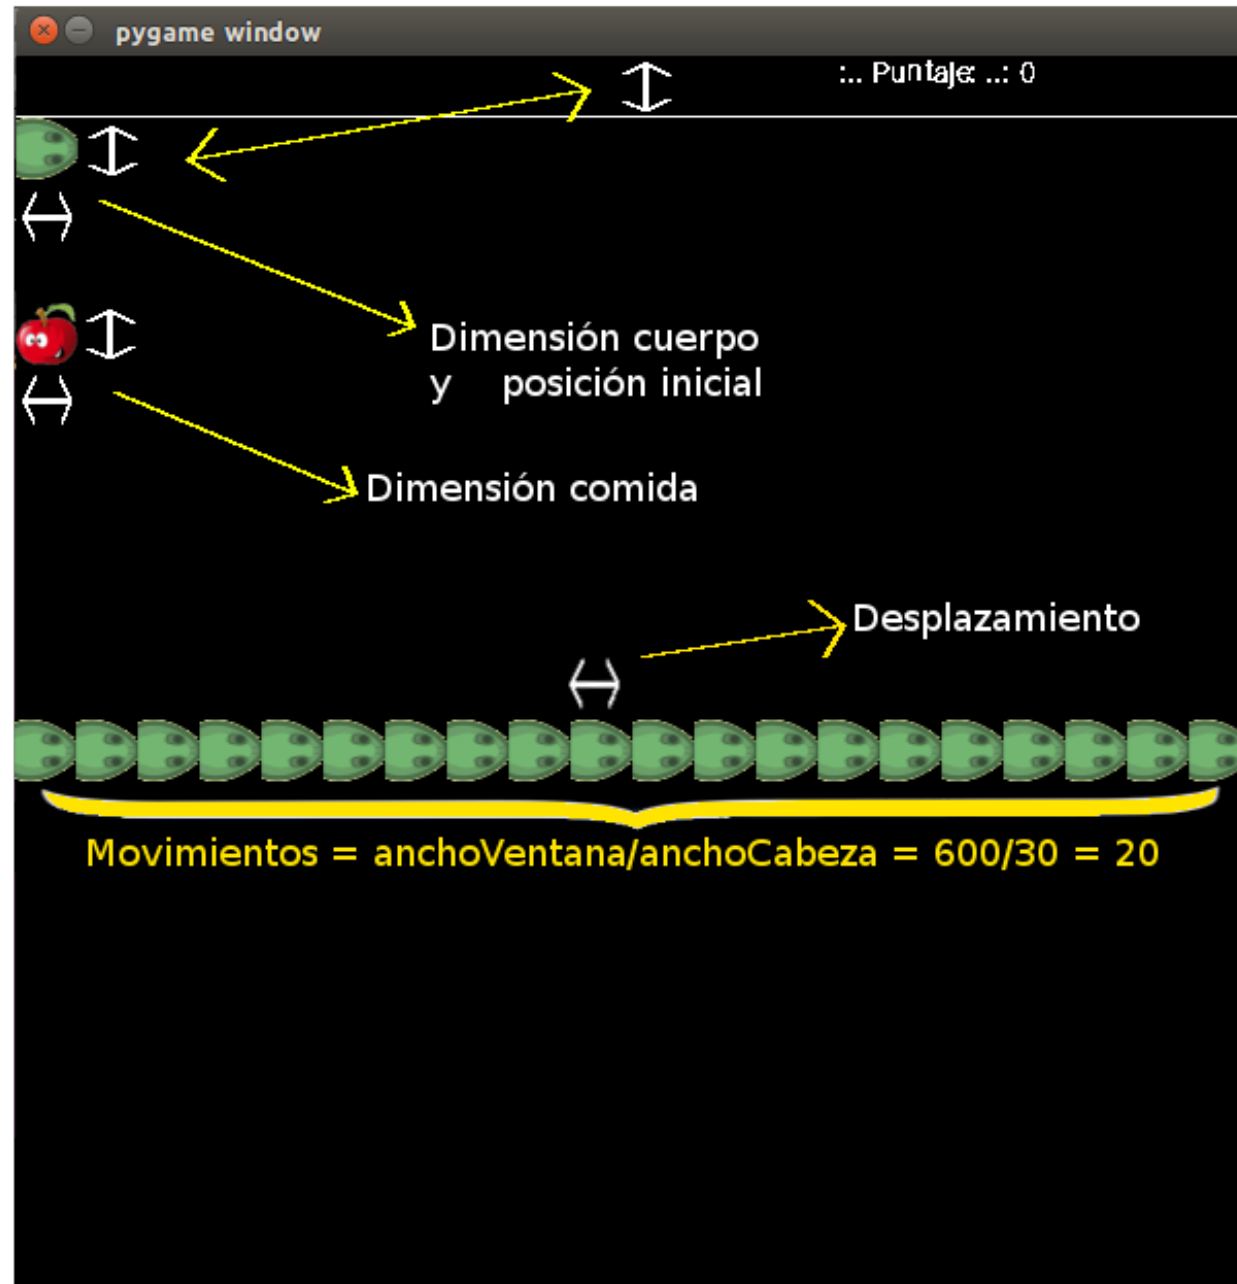 pygame window
:.. Puntaje: ..: 0
Dimensión cuerpo
y posición inicial
Dimensión comida
Desplazamiento
Movimientos = anchoVentana/anchoCabeza = 600/30 = 20